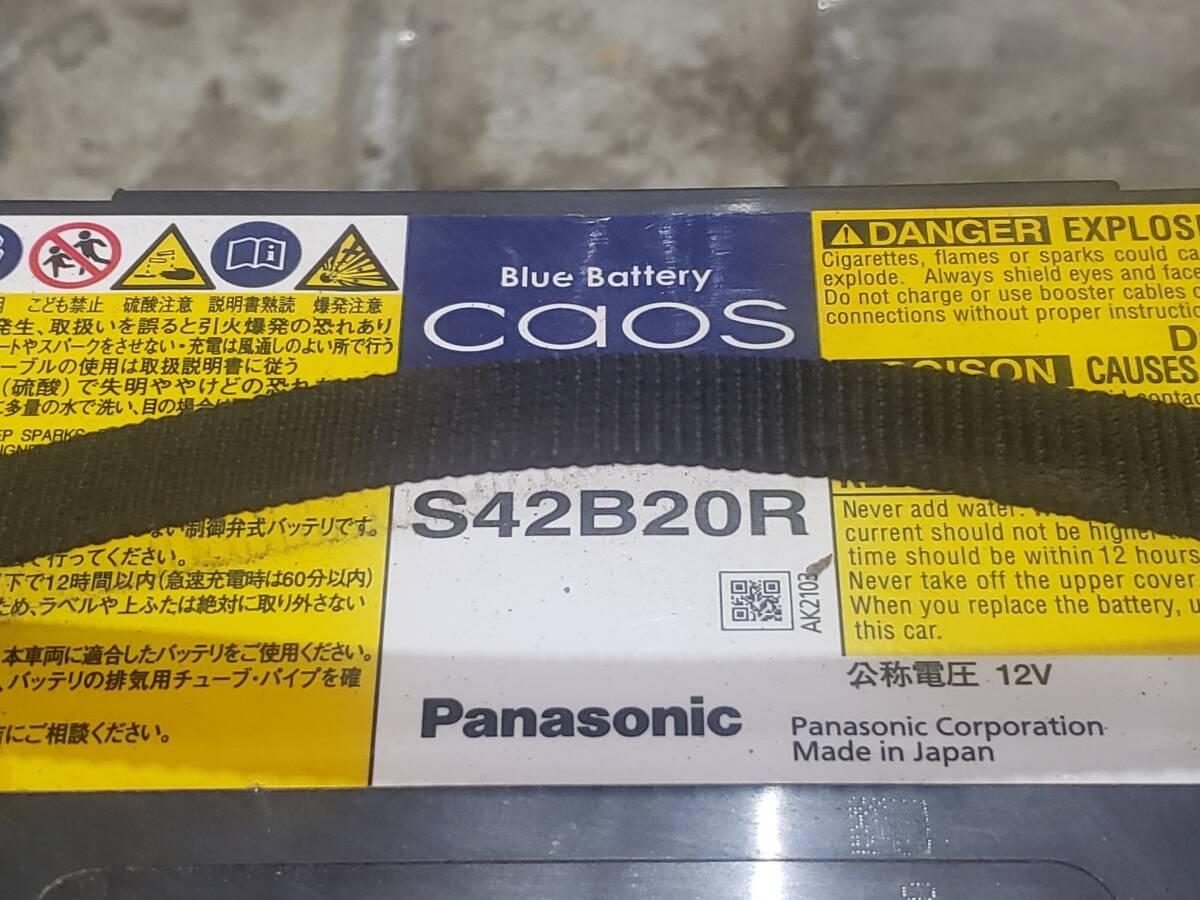 こども禁止 硫酸注意 説明書熟読 爆発注意
発生、取扱いを誤ると引火爆発の恐れあり
ートやスパークをさせない・充電は風通しのよい所で行う
ーブルの使用は取扱説明書に従う
(硫酸)で失明ややけどの恐れ
多量の水で洗い、目の場合
SPARKS
ない制御弁式バッテリです。
行ってください。
下で12時間以内(急速充電時は60分以内)
ため、ラベルや上ふたは絶対に取り外さない
本車両に適合したバッテリをご使用ください。
、バッテリの排気用チューブ・パイプを確
にご相談ください。
Blue Battery
caos
S42B20R
AK2103
Panasonic
DANGER EXPLOSI
Cigarettes, flames or sparks could ca
explode. Always shield eyes and face
Do not charge or use booster cables
connections without proper instructi
D
POISON CAUSES
contac
Never add water.
current should not be higher
time should be within 12 hours
Never take off the upper cover
When you replace the battery, u
this car.
公称電圧 12V
Panasonic Corporation
Made in Japan